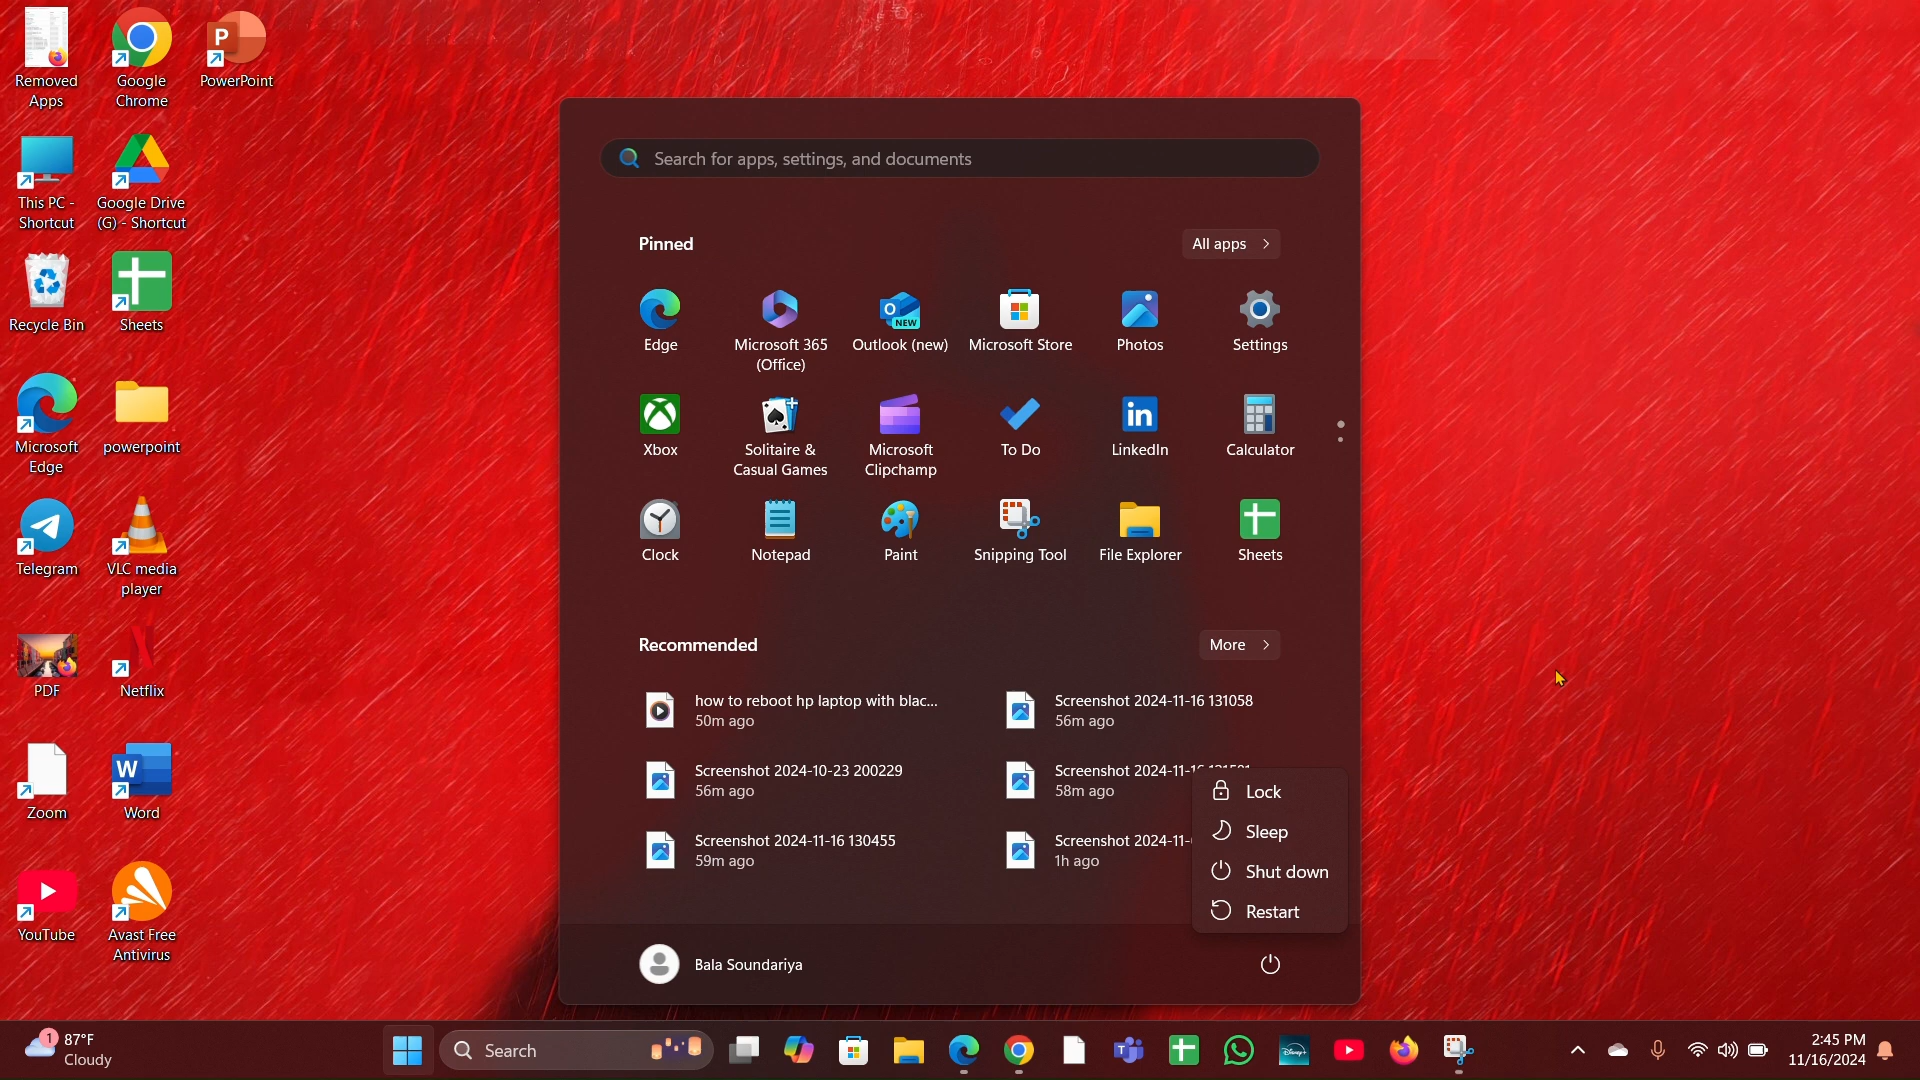 Removed
Apps
Google
Chrome
PowerPoint
This PC -
Shortcut
Google Drive
(G) - Shortcut
Recycle Bin
Sheets
Microsoft
Edge
powerpoint
Telegram
VLC media
player
PDF
Netflix
Zoom
Word
YouTube
Avast Free
Antivirus
Search for apps, settings, and documents
Pinned
All apps
Edge
Microsoft 365
(Office)
Outlook (new)
Microsoft Store
Photos
Settings
Xbox
Solitaire &
Casual Games
Microsoft
Clipchamp
To Do
LinkedIn
Calculator
Clock
Notepad
Paint
Snipping Tool
File Explorer
Sheets
Recommended
More
how to reboot hp laptop with blac...
50m ago
Screenshot 2024-11-16 131058
56m ago
Screenshot 2024-10-23 200229
56m ago
Screenshot 2024-11-16
58m ago
Screenshot 2024-11-16 130455
59m ago
Screenshot 2024-11-
1h ago
Lock
Sleep
Shut down
Restart
Bala Soundariya
1
87°F
Cloudy
Search
2:45 PM
11/16/2024